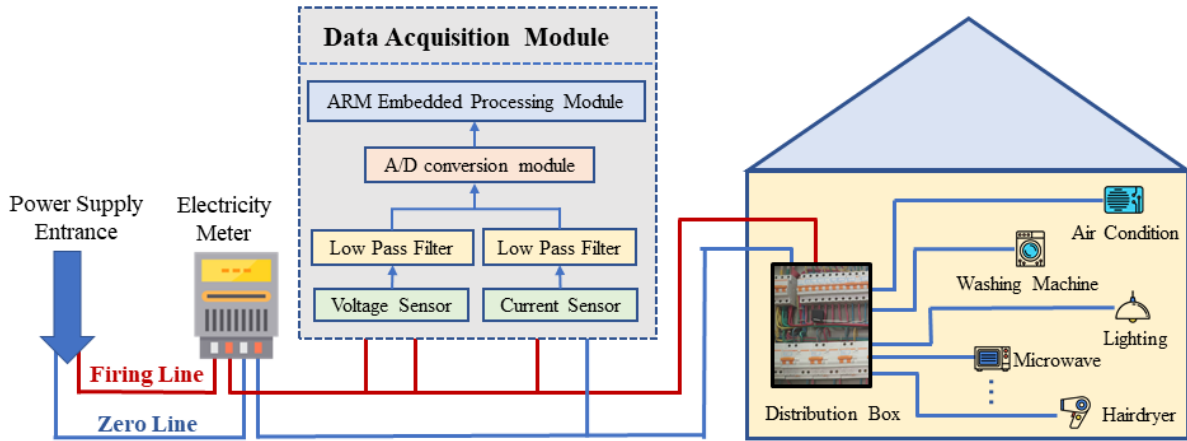 Data Acquisition Module
ARM Embedded Processing Module
A/D conversion module
Low Pass Filter
Low Pass Filter
Voltage Sensor
Current Sensor
Power Supply
Entrance
Electricity
Meter
Firing Line
Zero Line
Air Condition
Washing Machine
Lighting
Microwave
Hairdryer
Distribution Box